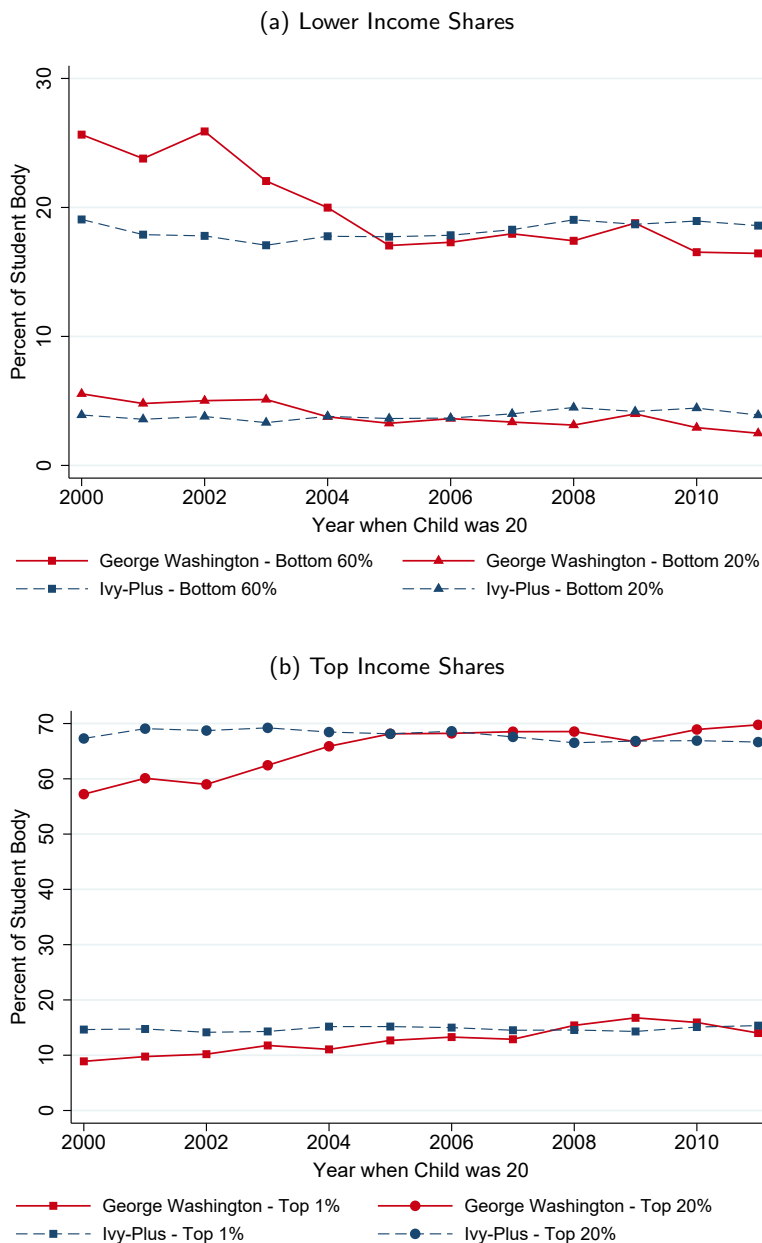 (a) Lower Income Shares
Percent of Student Body
30
20
10
0
2000 2002 2004 2006 2008 2010
Year when Child was 20
George Washington - Bottom 60% George Washington - Bottom 20%
Ivy-Plus - Bottom 60% Ivy-Plus - Bottom 20%
(b) Top Income Shares
Percent of Student Body
70
60
50
40
30
20
10
0
2000 2002 2004 2006 2008 2010
Year when Child was 20
George Washington - Top 1% George Washington - Top 20%
Ivy-Plus - Top 1% Ivy-Plus - Top 20%